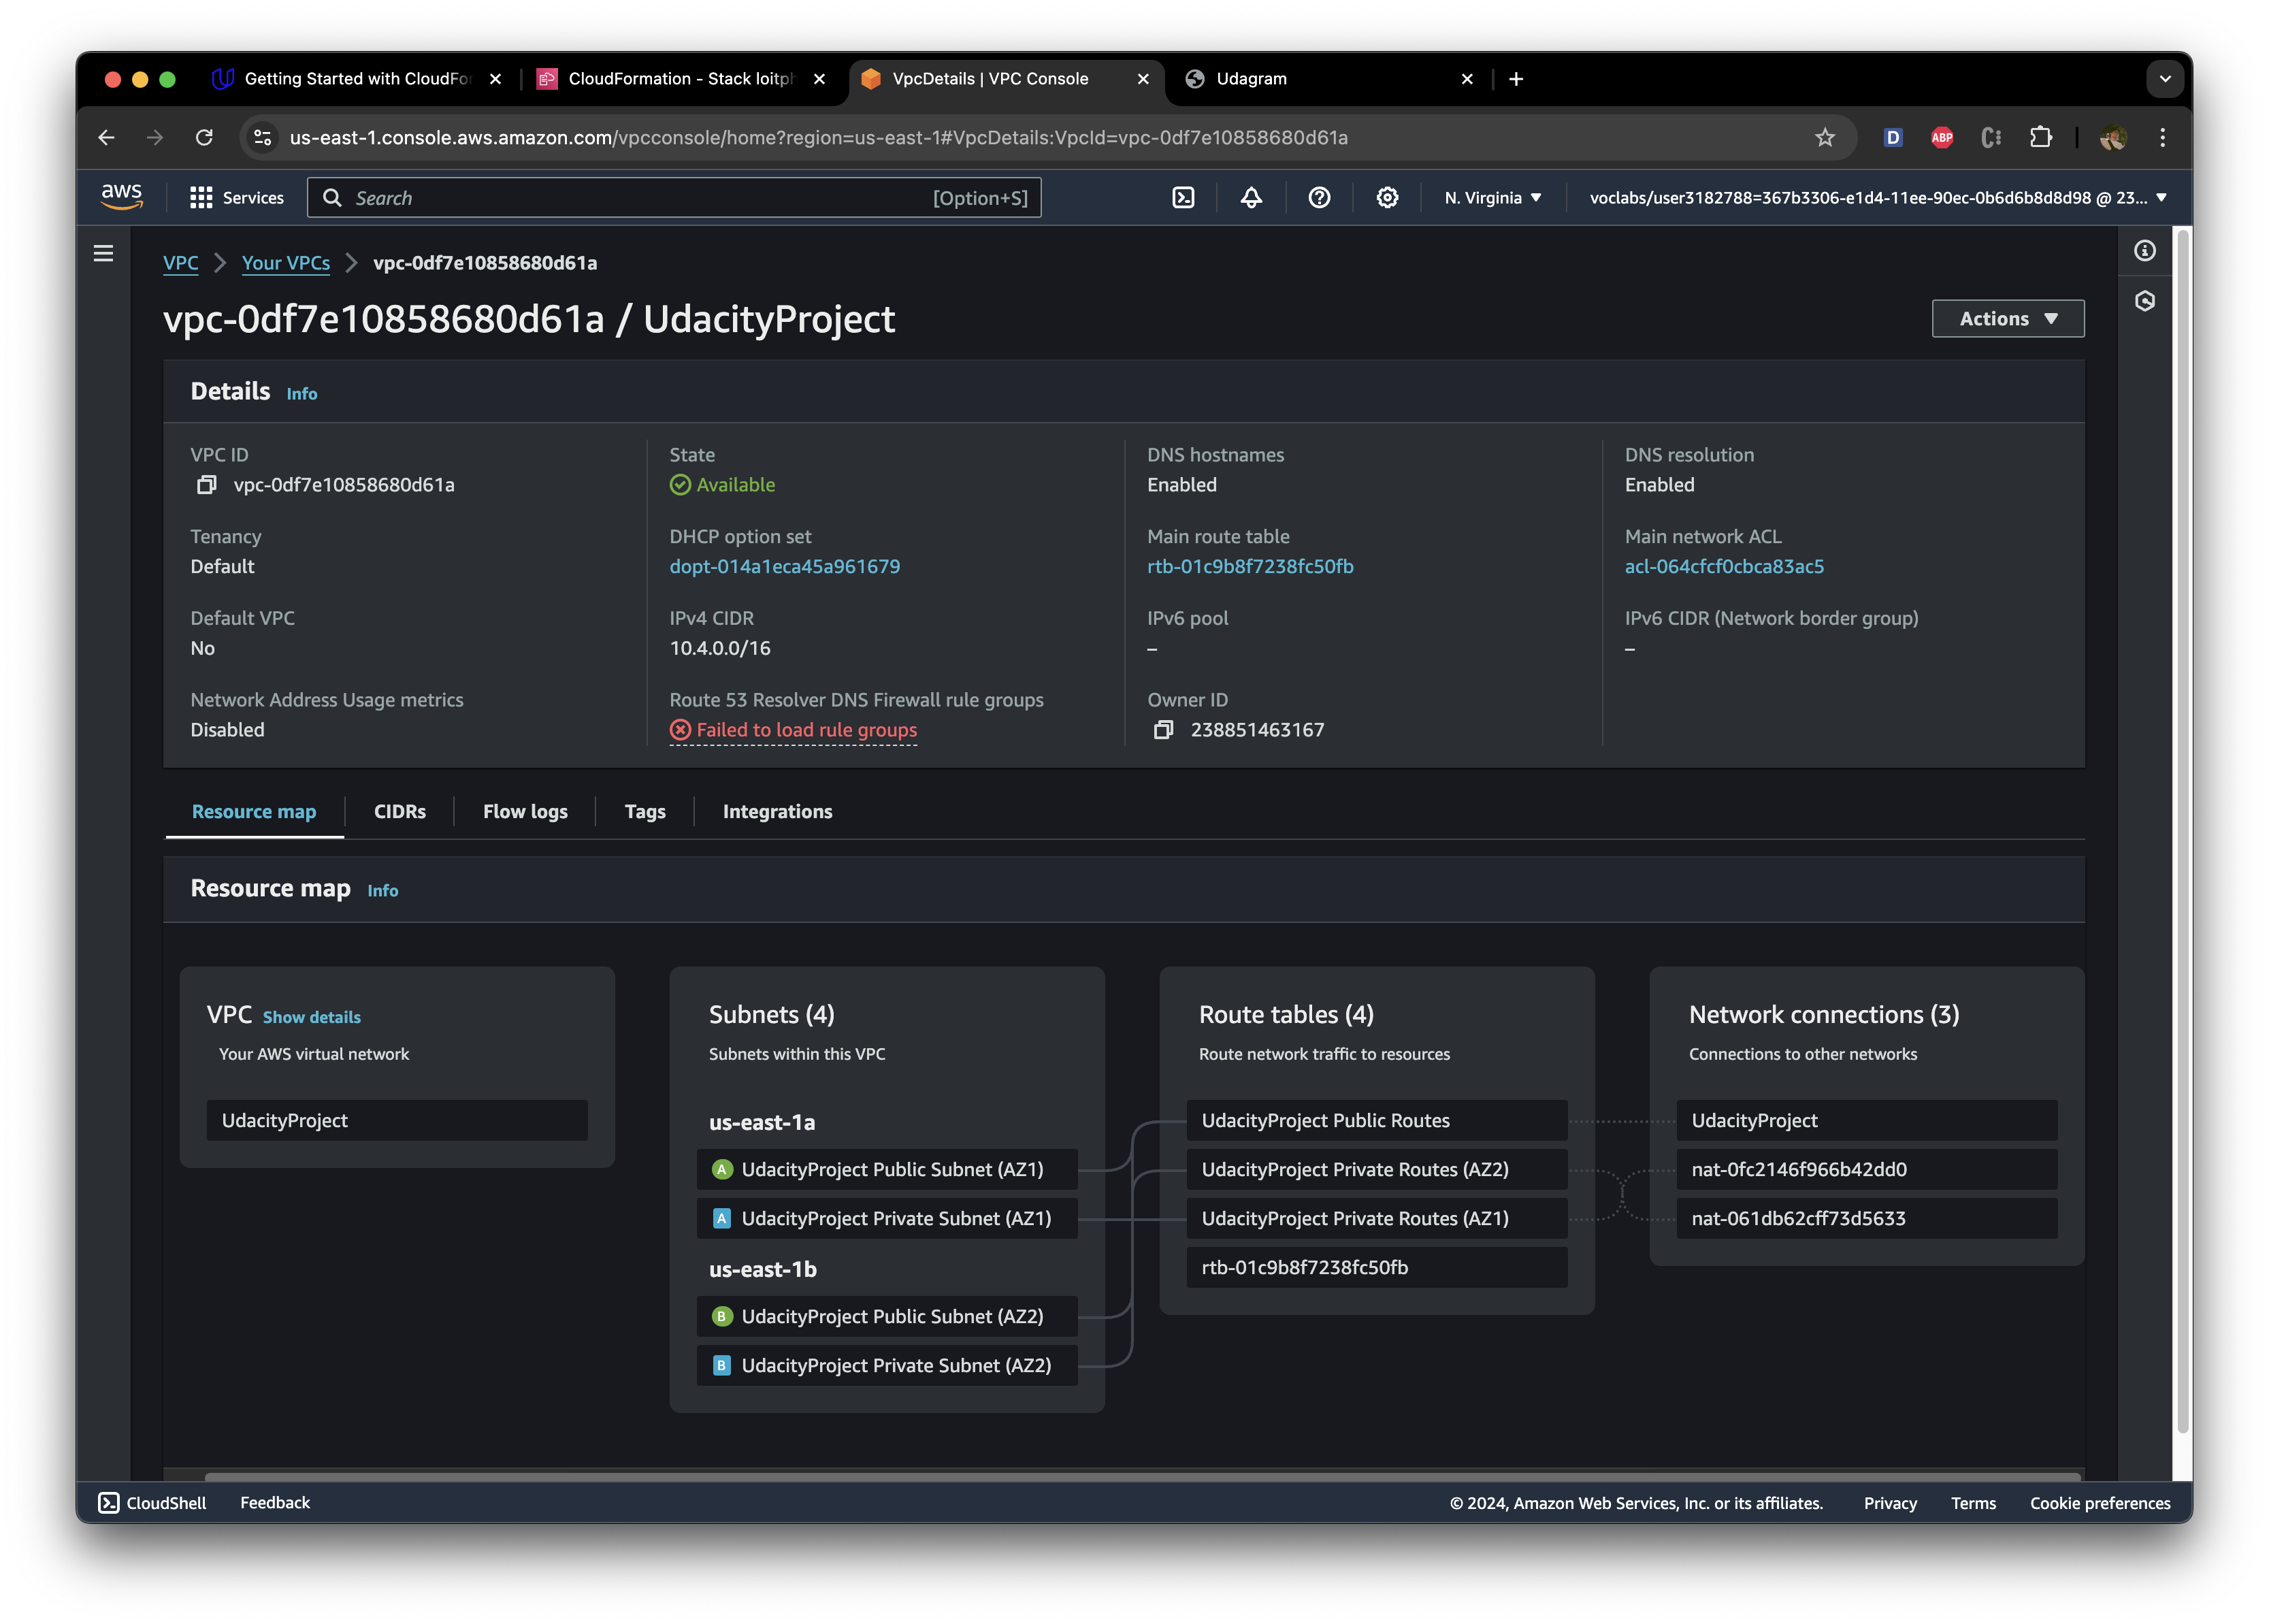 Getting Started with CloudFor
CloudFormation - Stack loitph
VpcDetails | VPC Console
Udagram
us-east-1.console.aws.amazon.com/vpcconsole/home?region=us-east-1#VpcDetails:VpcId=vpc-0df7e10858680d61a
D
ABP
aws
Services
Search
[Option+S]
N. Virginia
voclabs/user3182788=367b3306-e1d4-11ee-90ec-0b6d6b8d8d98 @ 23...
VPC
Your VPCs
vpc-0df7e10858680d61a
vpc-0df7e10858680d61a / UdacityProject
Actions
Details Info
VPC ID
vpc-0df7e10858680d61a
State
Available
DNS hostnames
Enabled
DNS resolution
Enabled
Tenancy
Default
DHCP option set
dopt-014a1eca45a961679
Main route table
rtb-01c9b8f7238fc50fb
Main network ACL
acl-064cfcf0cbca83ac5
Default VPC
No
IPv4 CIDR
10.4.0.0/16
IPv6 pool
–
IPv6 CIDR (Network border group)
–
Network Address Usage metrics
Disabled
Route 53 Resolver DNS Firewall rule groups
Failed to load rule groups
Owner ID
238851463167
Resource map
CIDRs
Flow logs
Tags
Integrations
Resource map Info
VPC Show details
Your AWS virtual network
UdacityProject
Subnets (4)
Subnets within this VPC
us-east-1a
A UdacityProject Public Subnet (AZ1)
A UdacityProject Private Subnet (AZ1)
us-east-1b
B UdacityProject Public Subnet (AZ2)
B UdacityProject Private Subnet (AZ2)
Route tables (4)
Route network traffic to resources
UdacityProject Public Routes
UdacityProject Private Routes (AZ2)
UdacityProject Private Routes (AZ1)
rtb-01c9b8f7238fc50fb
Network connections (3)
Connections to other networks
UdacityProject
nat-0fc2146f966b42dd0
nat-061db62cff73d5633
CloudShell
Feedback
© 2024, Amazon Web Services, Inc. or its affiliates.
Privacy
Terms
Cookie preferences